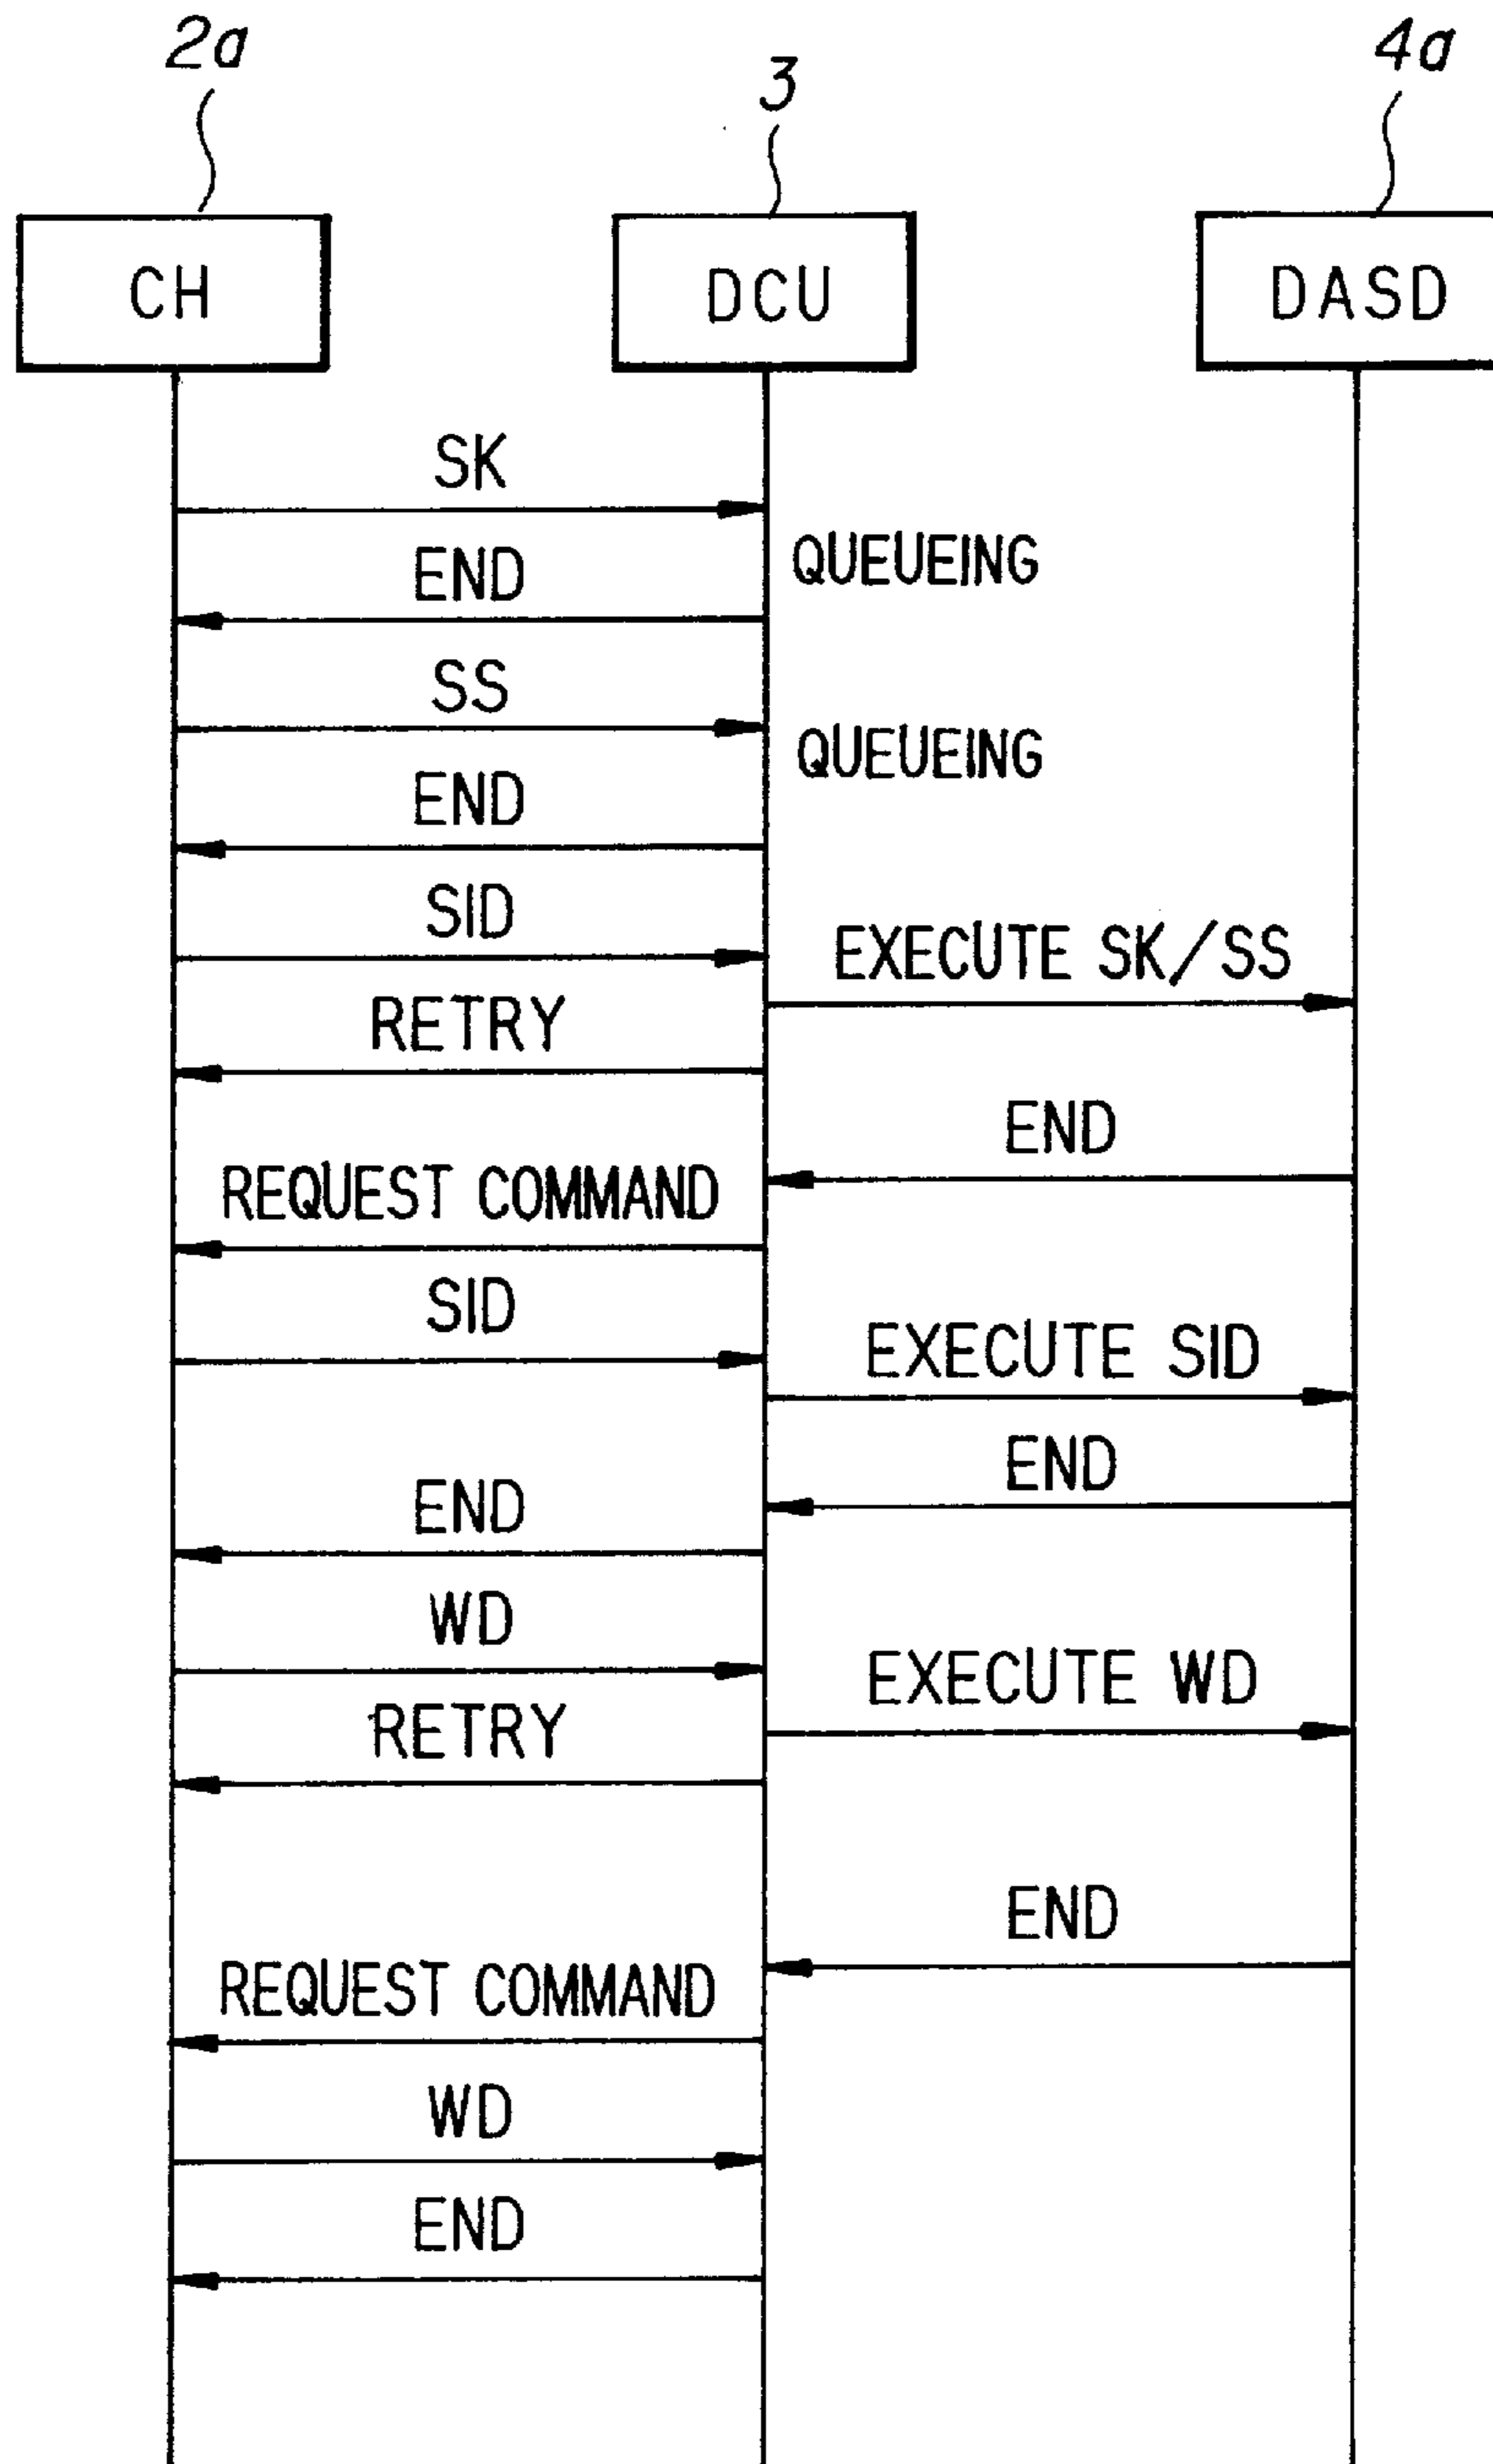 2a
3
4a
CH
DCU
DASD
SK
QUEUEING
END
SS
QUEUEING
END
SID
EXECUTE SK/SS
RETRY
END
REQUEST COMMAND
SID
EXECUTE SID
END
END
WD
EXECUTE WD
RETRY
END
REQUEST COMMAND
WD
END